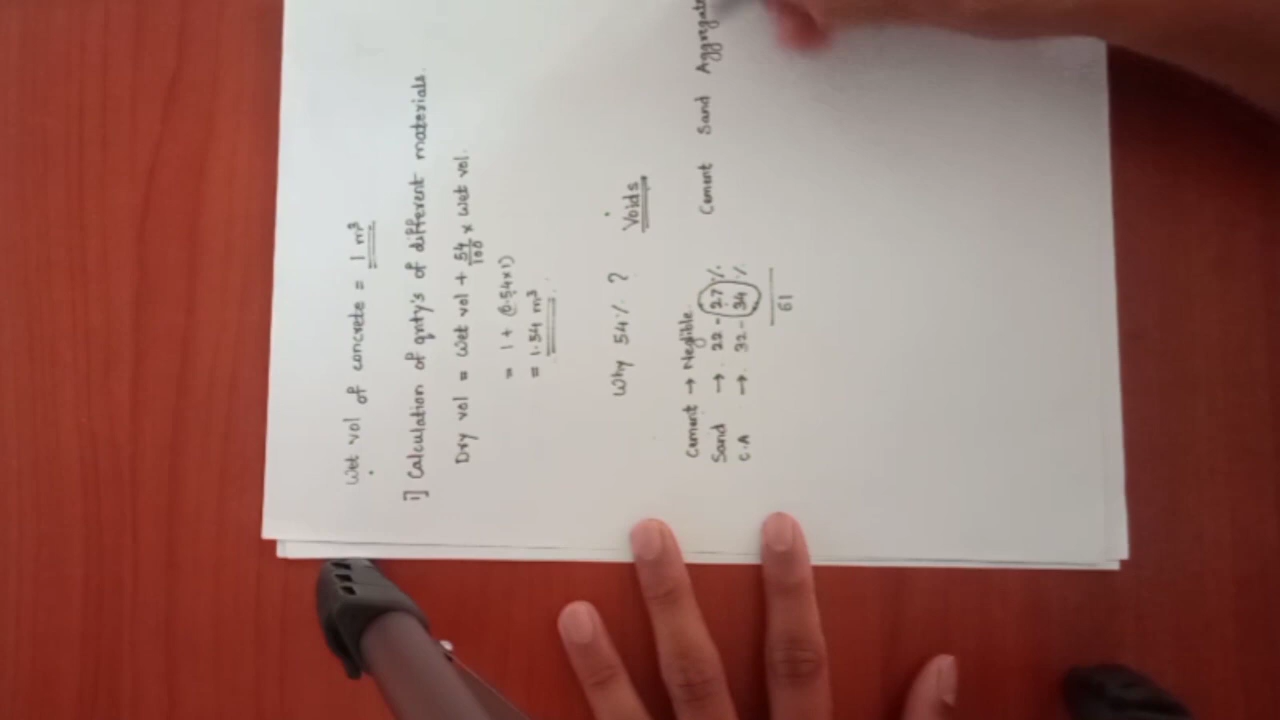 Wet vol of concrete = 1 m³
1] Calculation of qnty's of different materials.
Dry vol = Wet vol + 54/100 x Wet vol.
= 1 + (0.54x1)
= 1.54 m³
Why 54% ? Voids
Cement → Neglible.
Sand → 22 - 27 %
C.A → 32 - 34 %
61
Cement Sand Aggregate